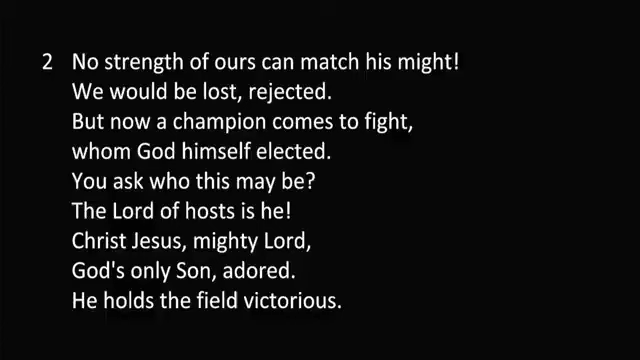 2 No strength of ours can match his might!
We would be lost, rejected.
But now a champion comes to fight,
whom God himself elected.
You ask who this may be?
The Lord of hosts is he!
Christ Jesus, mighty Lord,
God's only Son, adored.
He holds the field victorious.